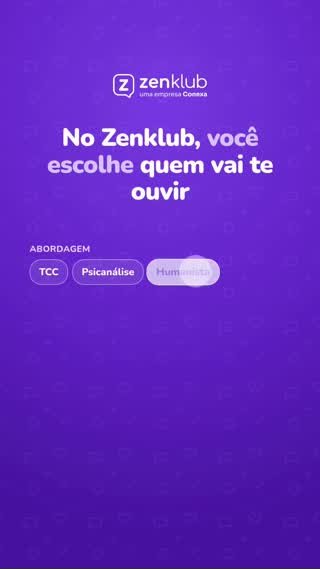 zenklub
uma empresa Conexa
No Zenklub, você
escolhe quem vai te
ouvir
ABORDAGEM
TCC
Psicanálise
Humanista